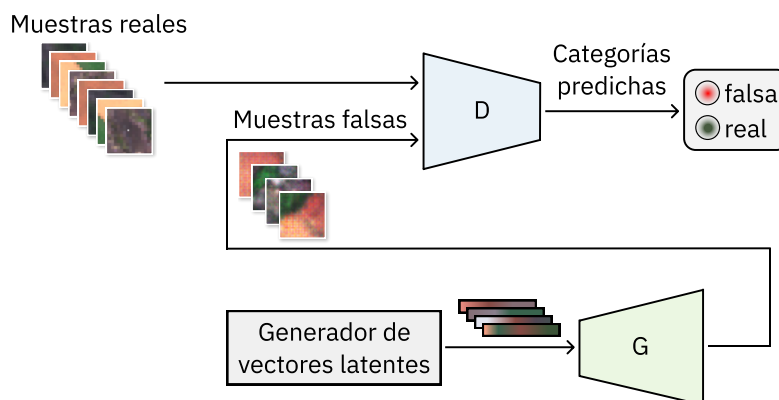 Muestras reales
Categorías
predichas
D
falsa
real
Muestras falsas
Generador de
vectores latentes
G